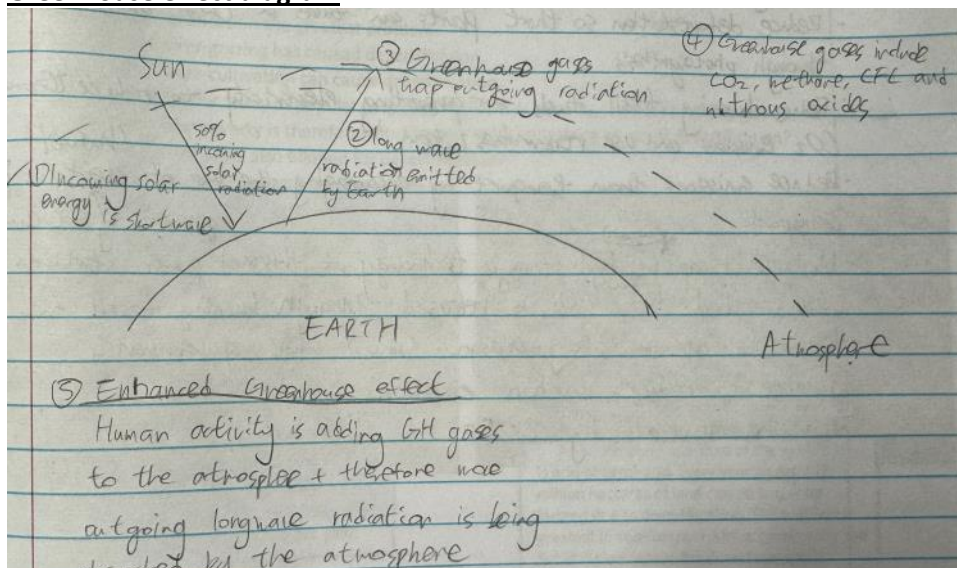 Sun
③ Greenhouse gases
trap outgoing radiation
④ Greenhouse gases include
CO2, methane, CFC and
nitrous oxides
50%
incoming
solar
radiation
② long wave
radiation emitted
by Earth
① Incoming solar
energy is shortwave
EARTH
Atmosphere
⑤ Enhanced Greenhouse effect
Human activity is adding GH gases
to the atmosphere + therefore more
outgoing longwave radiation is being
by the atmosphere